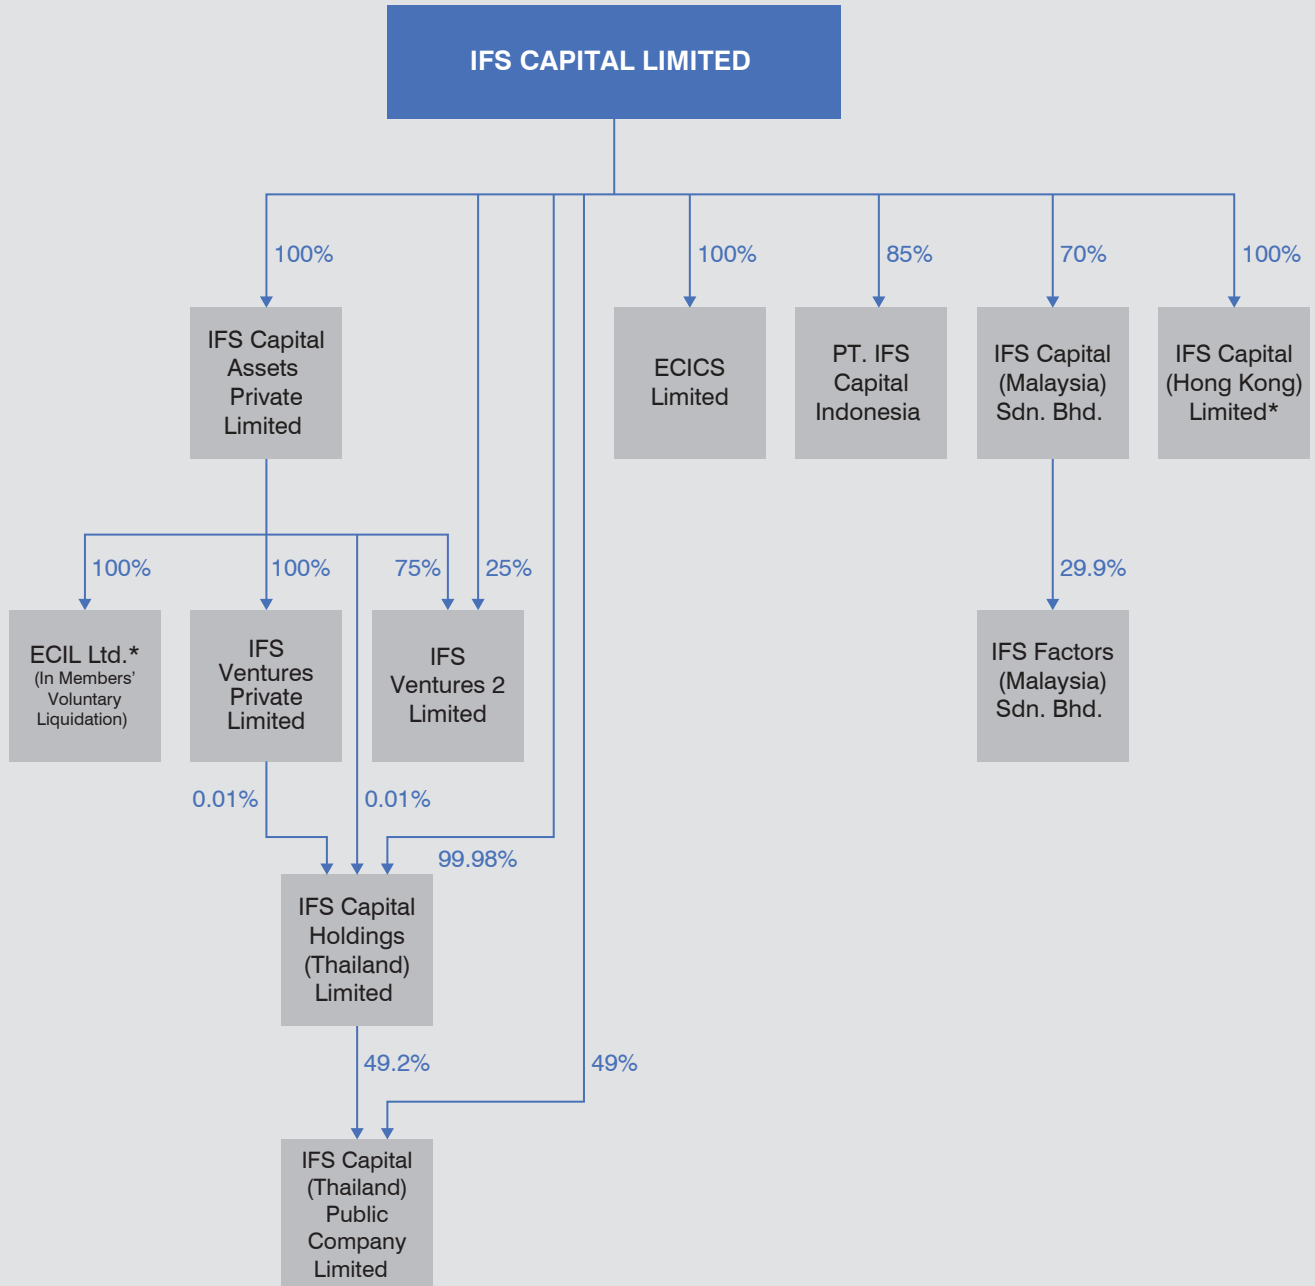 IFS CAPITAL LIMITED
100%
100%
85%
70%
100%
IFS Capital
Assets
Private
Limited
ECICS
Limited
PT. IFS
Capital
Indonesia
IFS Capital
(Malaysia)
Sdn. Bhd.
IFS Capital
(Hong Kong)
Limited*
100%
100%
75%
25%
29.9%
ECIL Ltd.*
(In Members’
Voluntary
Liquidation)
IFS
Ventures
Private
Limited
IFS
Ventures 2
Limited
IFS Factors
(Malaysia)
Sdn. Bhd.
0.01%
0.01%
99.98%
IFS Capital
Holdings
(Thailand)
Limited
49.2%
49%
IFS Capital
(Thailand)
Public
Company
Limited